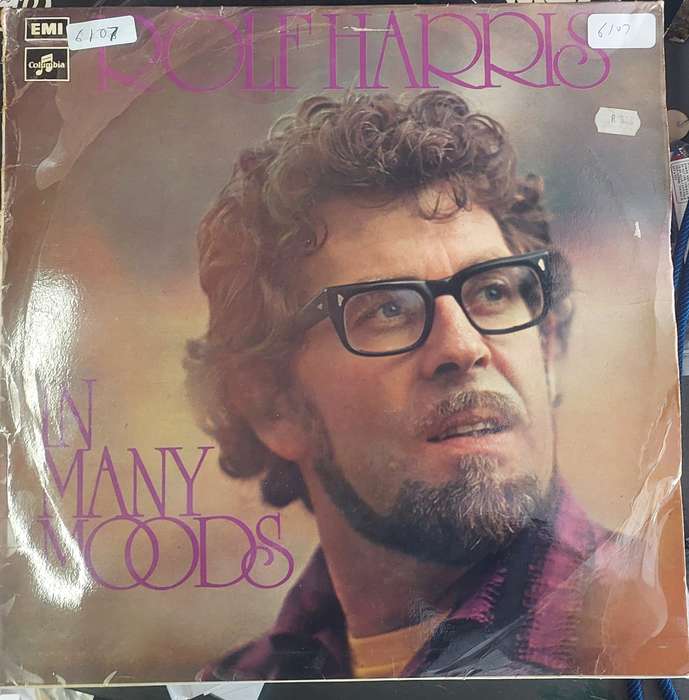 EMI
6107
6107
ROLF HARRIS
Columbia
IN
MANY
MOODS